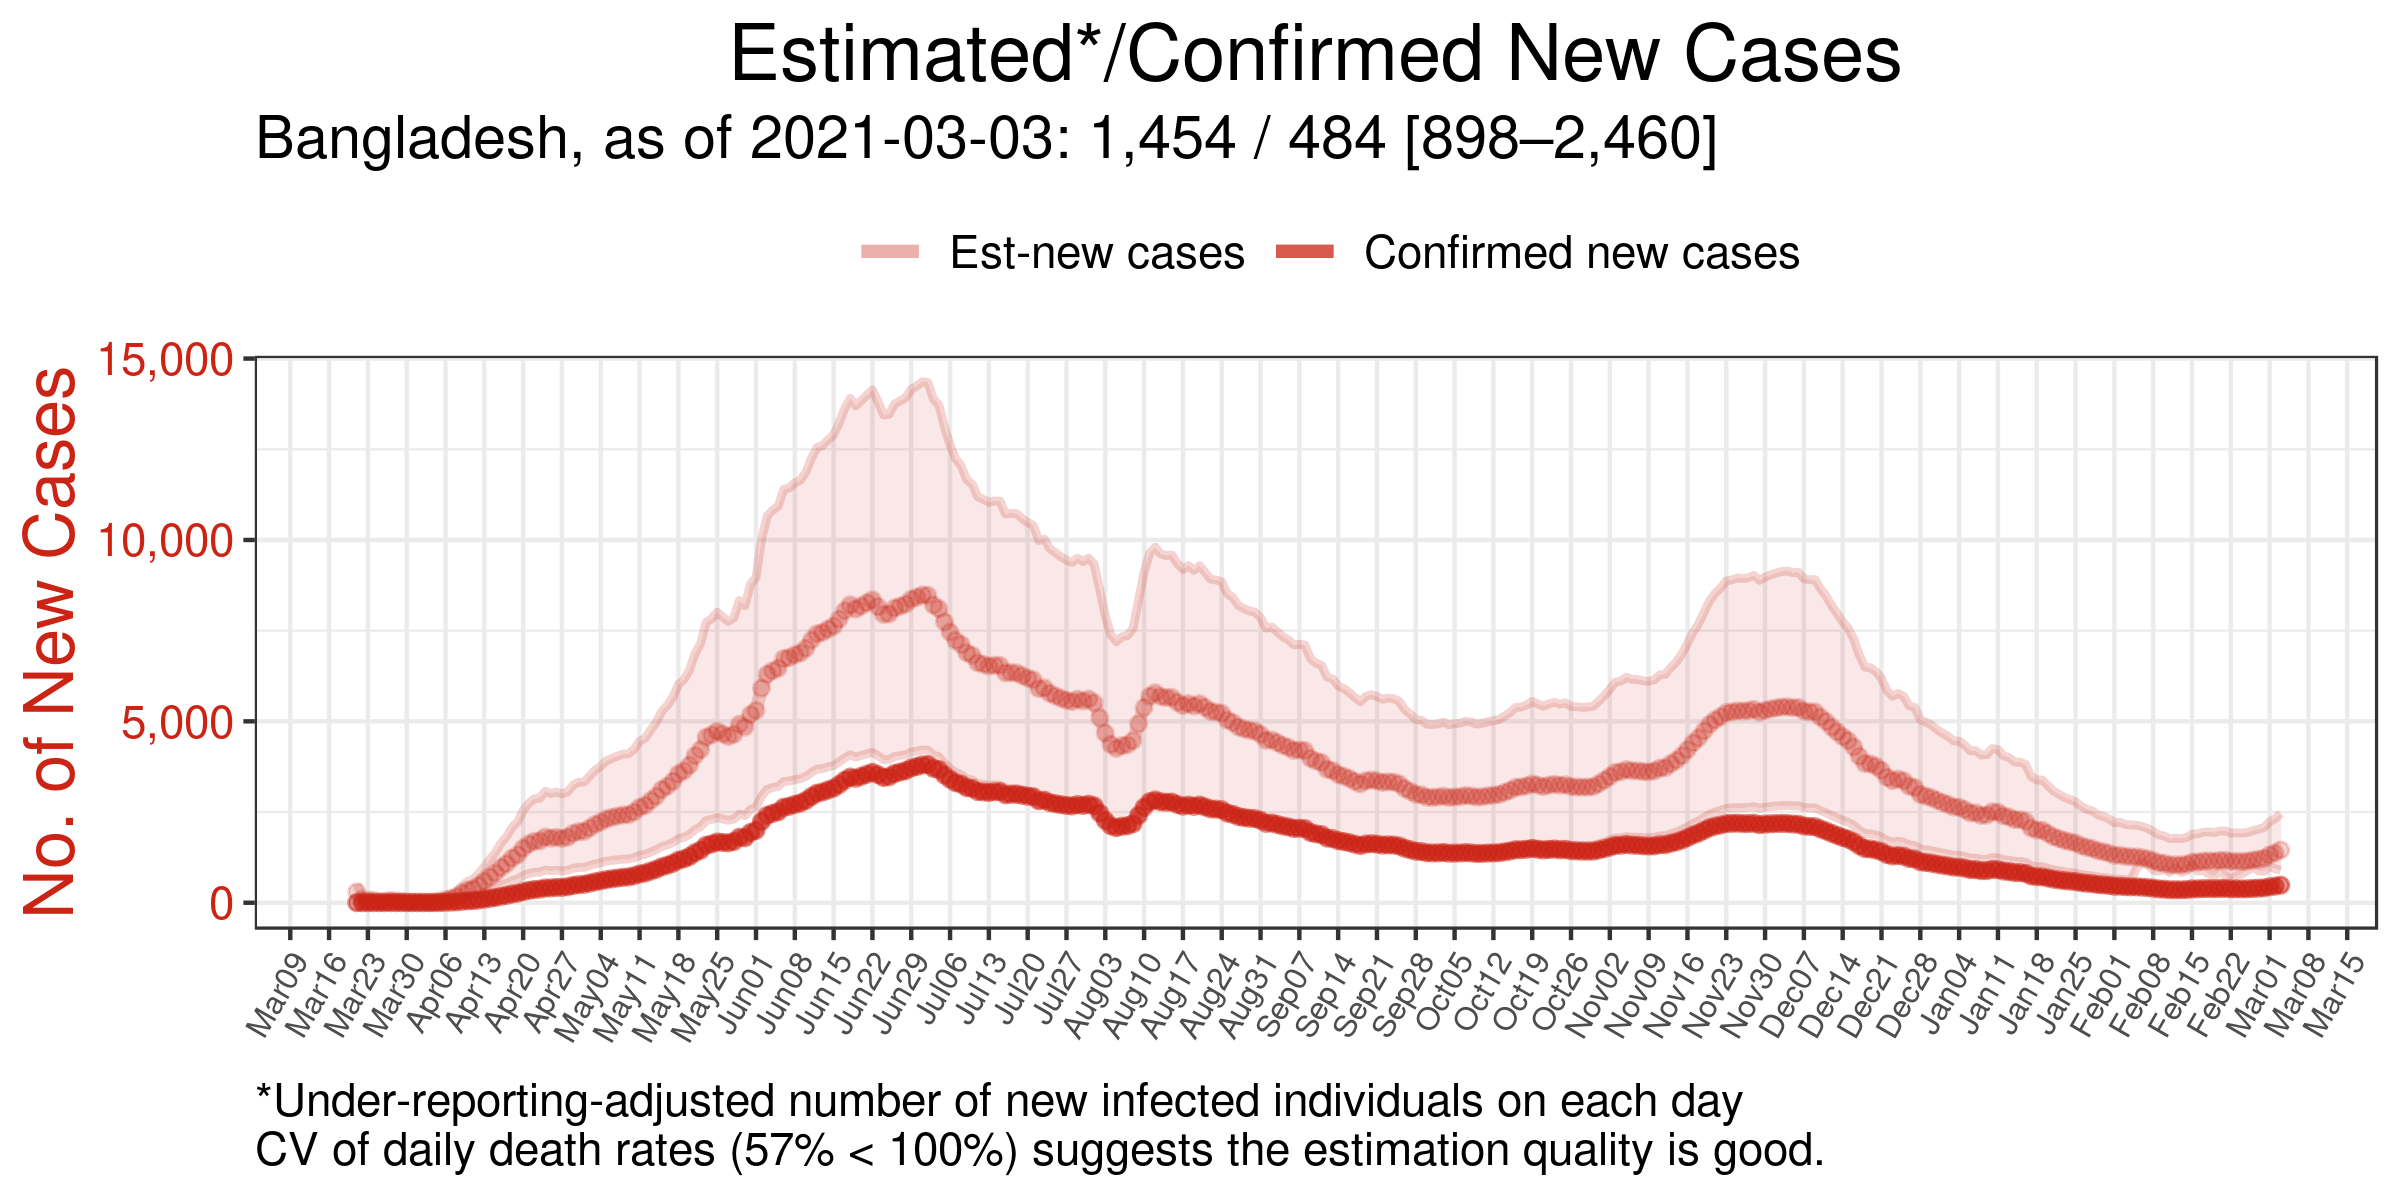 Estimated*/Confirmed New Cases
Bangladesh, as of 2021-03-03: 1,454 / 484 [898–2,460]
Est-new cases Confirmed new cases
No. of New Cases
15,000
10,000
5,000
0
Mar09 Mar16 Mar23 Mar30 Apr06 Apr13 Apr20 Apr27 May04 May11 May18 May25 Jun01 Jun08 Jun15 Jun22 Jun29 Jul06 Jul13 Jul20 Jul27 Aug03 Aug10 Aug17 Aug24 Aug31 Sep07 Sep14 Sep21 Sep28 Oct05 Oct12 Oct19 Oct26 Nov02 Nov09 Nov16 Nov23 Nov30 Dec07 Dec14 Dec21 Dec28 Jan04 Jan11 Jan18 Jan25 Feb01 Feb08 Feb15 Feb22 Mar01 Mar08 Mar15
*Under-reporting-adjusted number of new infected individuals on each day
CV of daily death rates (57% < 100%) suggests the estimation quality is good.